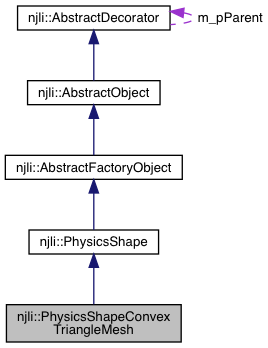 njli::AbstractDecorator
m_pParent
njli::AbstractObject
njli::AbstractFactoryObject
njli::PhysicsShape
njli::PhysicsShapeConvex
TriangleMesh